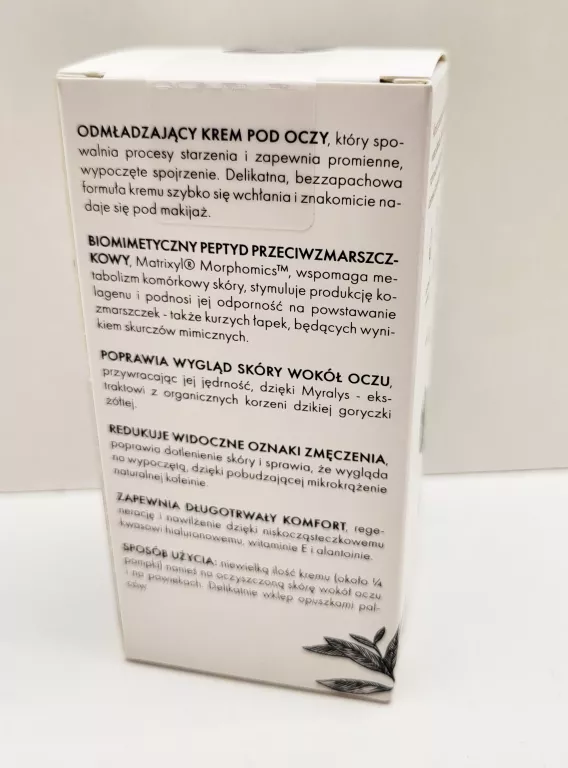 ODMŁADZAJĄCY KREM POD OCZY, który spo-
walnia procesy starzenia i zapewnia promienne,
wypoczęte spojrzenie. Delikatna, bezzapachowa
formuła kremu szybko się wchłania i znakomicie na-
daje się pod makijaż.
BIOMIMETYCZNY PEPTYD PRZECIWZMARSZCZ-
KOWY, Matrixyl® Morphomics™, wspomaga me-
tabolizm komórkowy skóry, stymuluje produkcję ko-
lagenu i podnosi jej odporność na powstawanie
zmarszczek - także kurzych łapek, będących wyni-
kiem skurczów mimicznych.
POPRAWIA WYGLĄD SKÓRY WOKÓŁ OCZU,
przywracając jej jędrność, dzięki Myralys - eks-
traktowi z organicznych korzeni dzikiej goryczki
żółtej.
REDUKUJE WIDOCZNE OZNAKI ZMĘCZENIA,
poprawia dotlenienie skóry i sprawia, że wygląda
na wypoczętą, dzięki pobudzającej mikrokrążenie
naturalnej kofeinie.
ZAPEWNIA DŁUGOTRWAŁY KOMFORT, rege-
nerację i nawilżenie dzięki niskocząsteczkowemu
kwasowi hialuronowemu, witaminie E i alantoinie.
SPOSÓB UŻYCIA: niewielką ilość kremu (około ¼
pompki) nanieś na oczyszczoną skórę wokół oczu
i na powiekach. Delikatnie wklep opuszkami pal-
ców.